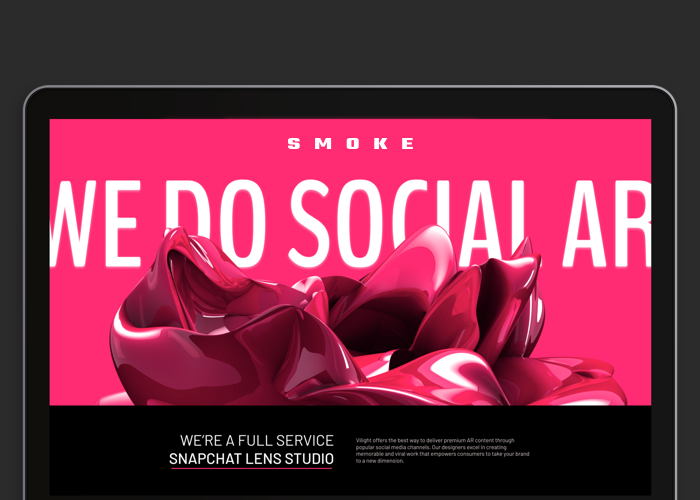 SMOKE
WE DO SOCIAL AR
WE'RE A FULL SERVICE
SNAPCHAT LENS STUDIO
Vilight offers the best way to deliver premium AR content through
popular social media channels. Our designers excel in creating
memorable and viral work that empowers consumers to take your brand
to a new dimension.